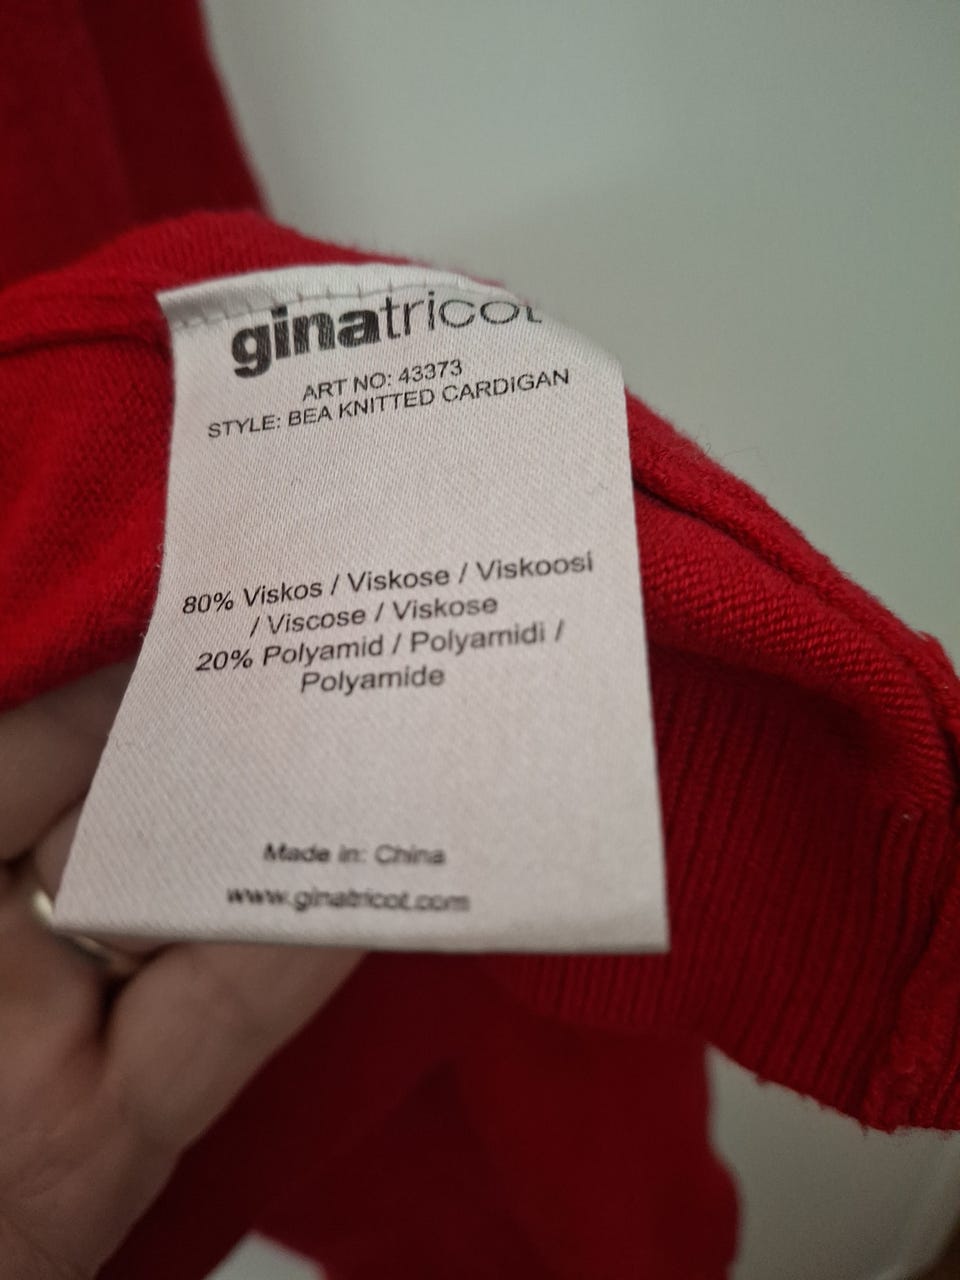 ginatricot
ART NO: 43373
STYLE: BEA KNITTED CARDIGAN
80% Viskos / Viskose / Viskoosi
/ Viscose / Viskose
20% Polyamid / Polyamidi /
Polyamide
Made in: China
www.ginatricot.com